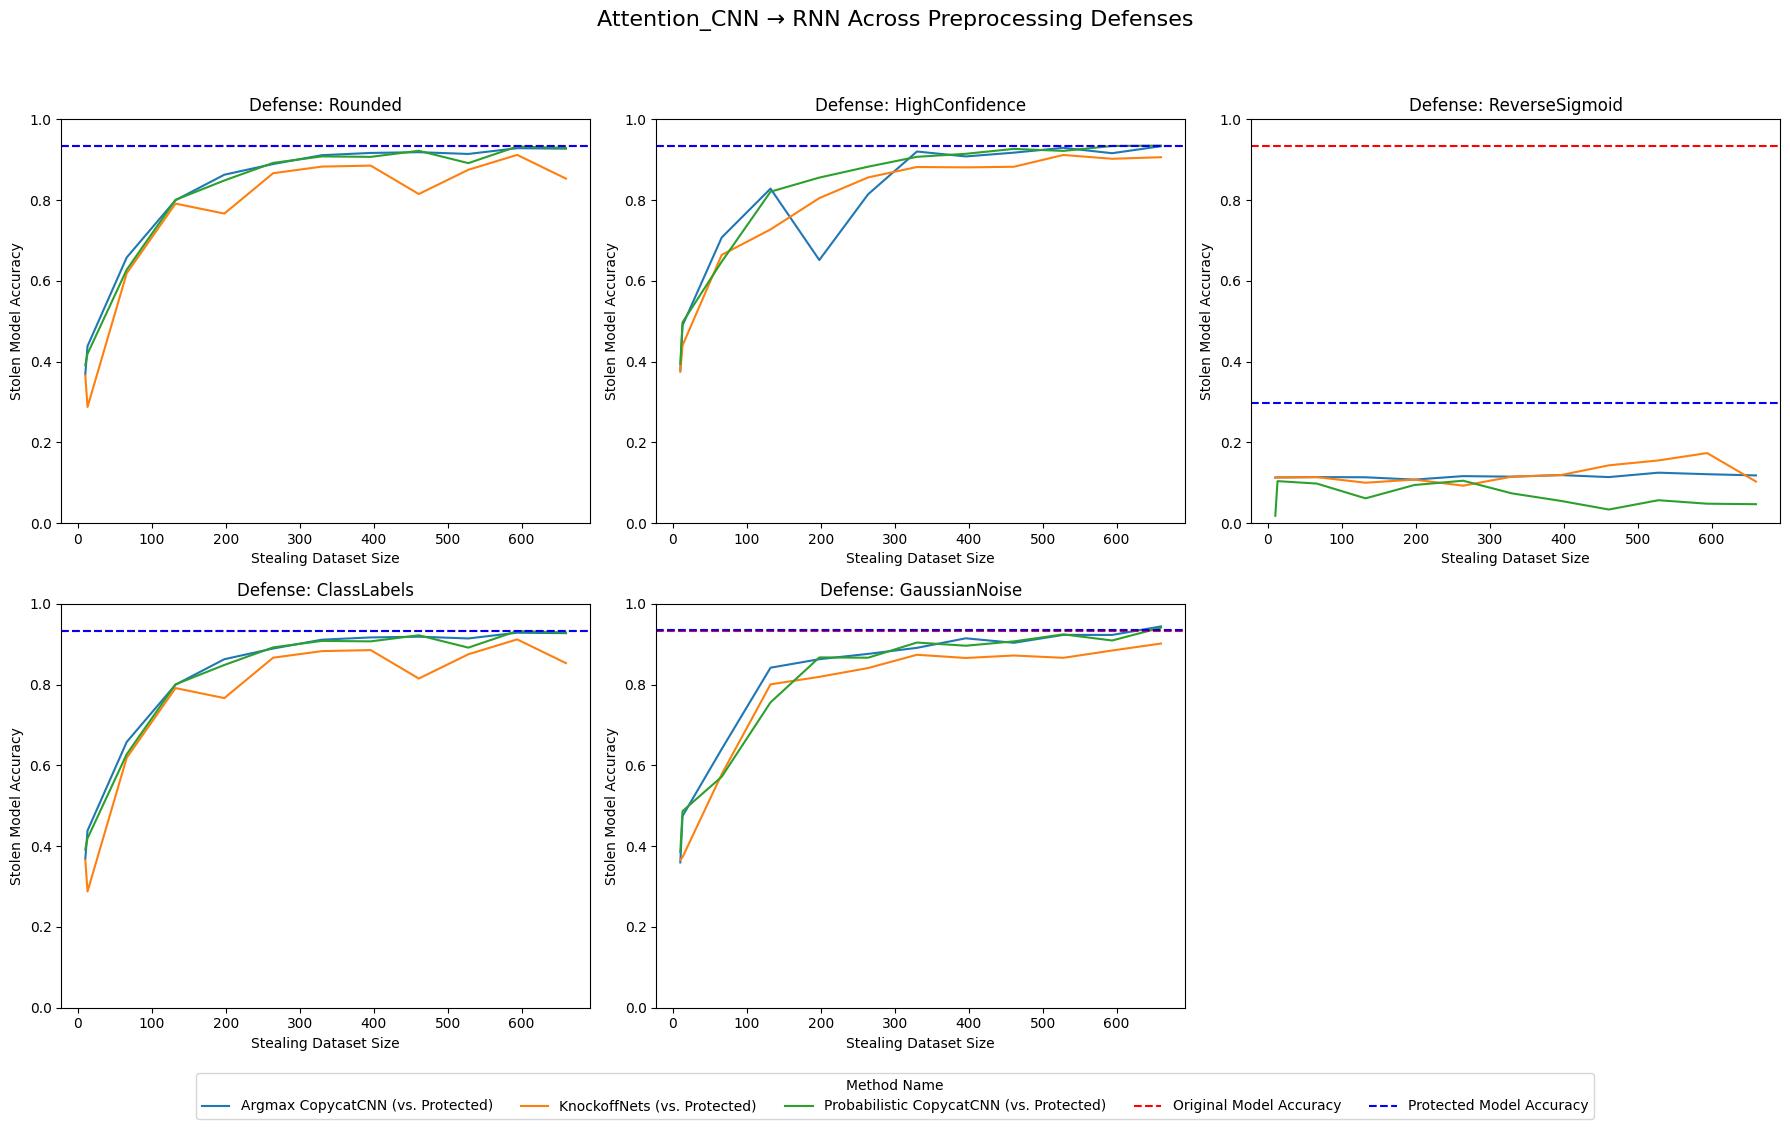 Attention_CNN → RNN Across Preprocessing Defenses
Defense: Rounded
Stolen Model Accuracy
1.0
0.8
0.6
0.4
0.2
0.0
0 100 200 300 400 500 600
Stealing Dataset Size
Defense: HighConfidence
Stolen Model Accuracy
1.0
0.8
0.6
0.4
0.2
0.0
0 100 200 300 400 500 600
Stealing Dataset Size
Defense: ReverseSigmoid
Stolen Model Accuracy
1.0
0.8
0.6
0.4
0.2
0.0
0 100 200 300 400 500 600
Stealing Dataset Size
Defense: ClassLabels
Stolen Model Accuracy
1.0
0.8
0.6
0.4
0.2
0.0
0 100 200 300 400 500 600
Stealing Dataset Size
Defense: GaussianNoise
Stolen Model Accuracy
1.0
0.8
0.6
0.4
0.2
0.0
0 100 200 300 400 500 600
Stealing Dataset Size
Method Name
Argmax CopycatCNN (vs. Protected) KnockoffNets (vs. Protected) Probabilistic CopycatCNN (vs. Protected) Original Model Accuracy Protected Model Accuracy